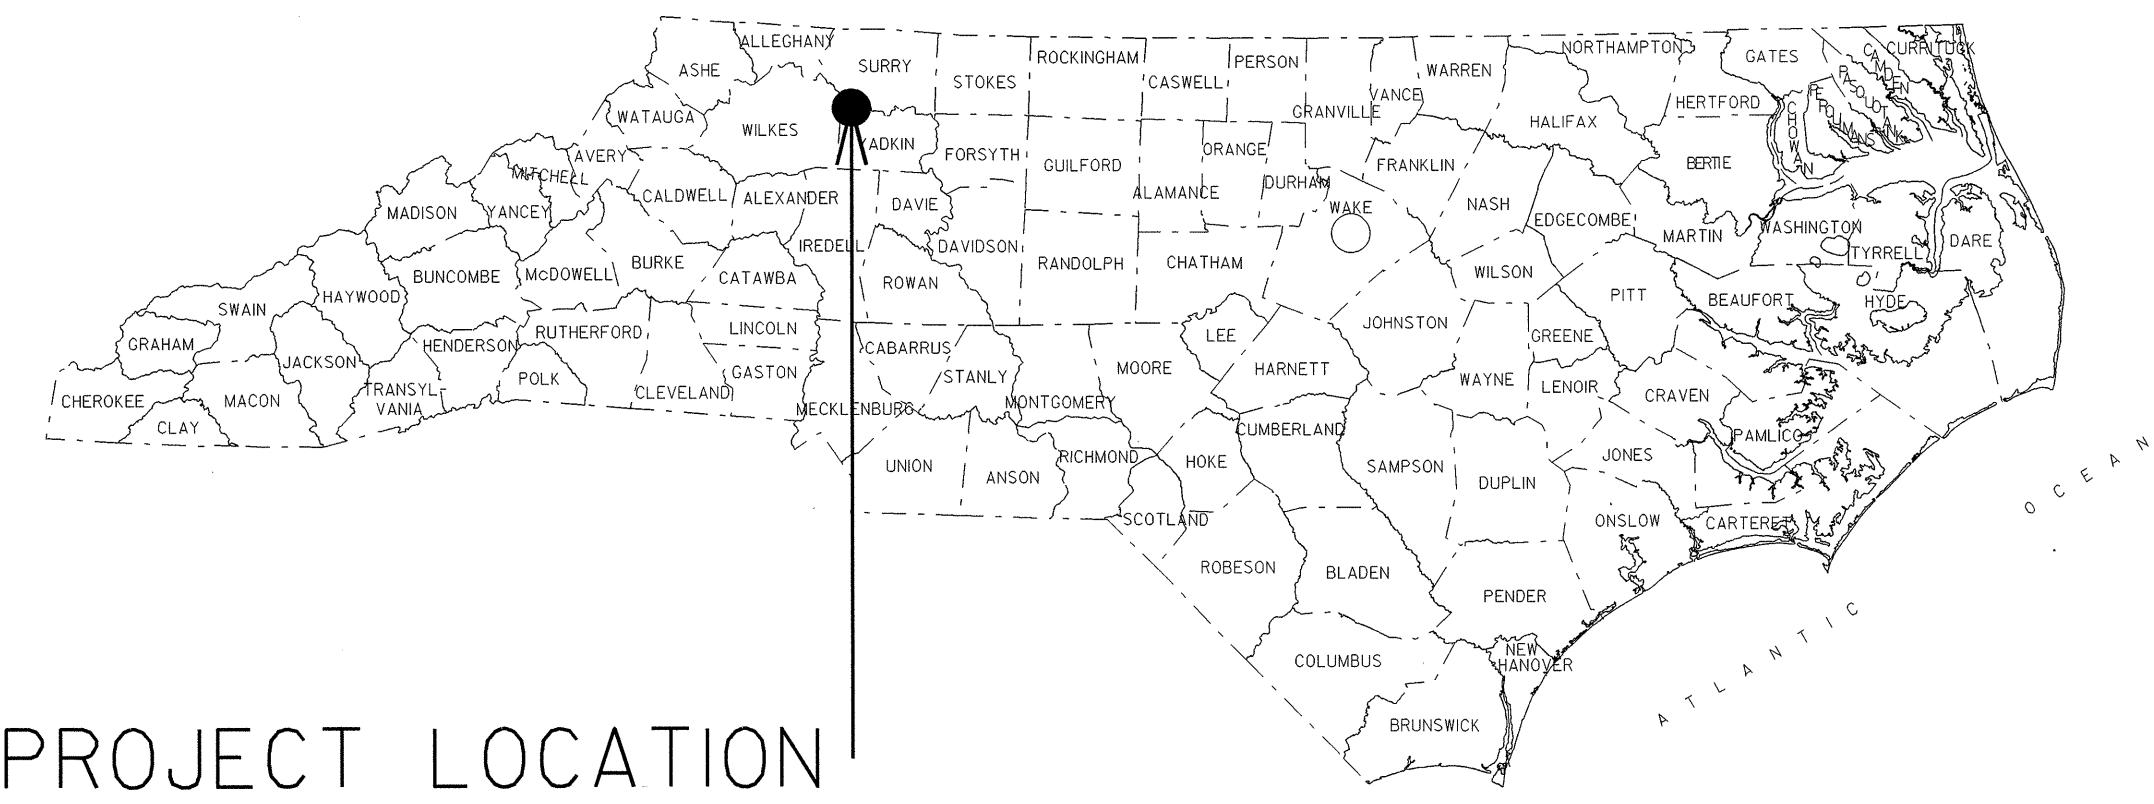 ALLEGHANY
ASHE
SURRY
STOKES
ROCKINGHAM
CASWELL
PERSON
GRANVILLE
VANCE
WARREN
NORTHAMPTON
GATES
CAMDEN
CURRITUCK
PASQUOTANK
PERQUIMANS
CHOWAN
HERTFORD
HALIFAX
BERTIE
WATAUGA
WILKES
YADKIN
FORSYTH
GUILFORD
ALAMANCE
ORANGE
DURHAM
FRANKLIN
NASH
EDGECOMBE
MARTIN
WASHINGTON
TYRRELL
DARE
AVERY
MITCHELL
YANCEY
MADISON
CALDWELL
ALEXANDER
DAVIE
IREDELL
DAVIDSON
RANDOLPH
CHATHAM
WAKE
WILSON
PITT
BEAUFORT
HYDE
BUNCOMBE
McDOWELL
BURKE
CATAWBA
ROWAN
HAYWOOD
SWAIN
GRAHAM
JACKSON
HENDERSON
RUTHERFORD
LINCOLN
CABARRUS
STANLY
MONTGOMERY
MOORE
LEE
HARNETT
JOHNSTON
GREENE
WAYNE
LENOIR
CRAVEN
PAMLICO
CHEROKEE
CLAY
MACON
TRANSYL-
VANIA
POLK
CLEVELAND
GASTON
MECKLENBURG
UNION
ANSON
RICHMOND
SCOTLAND
HOKE
CUMBERLAND
SAMPSON
DUPLIN
JONES
ONSLOW
CARTERET
ROBESON
BLADEN
PENDER
COLUMBUS
NEW
HANOVER
BRUNSWICK
ATLANTIC
OCEAN
PROJECT LOCATION